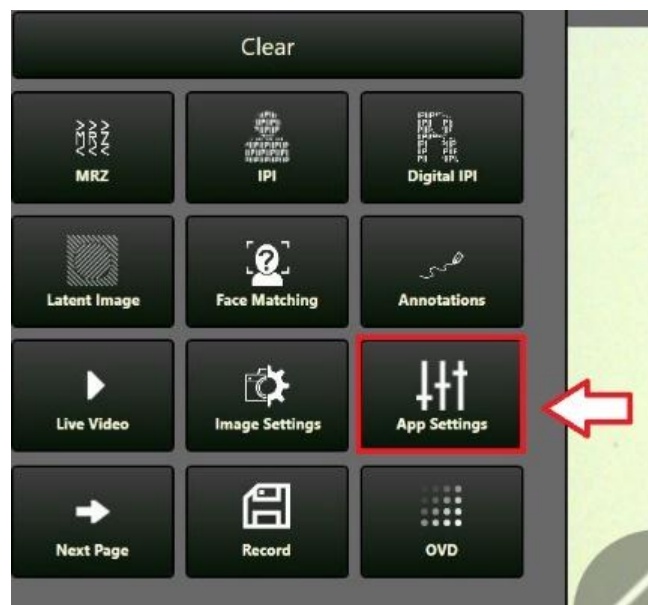 Clear
MRZ
IPI
Digital IPI
Latent Image
Face Matching
Annotations
Live Video
Image Settings
App Settings
Next Page
Record
OVD